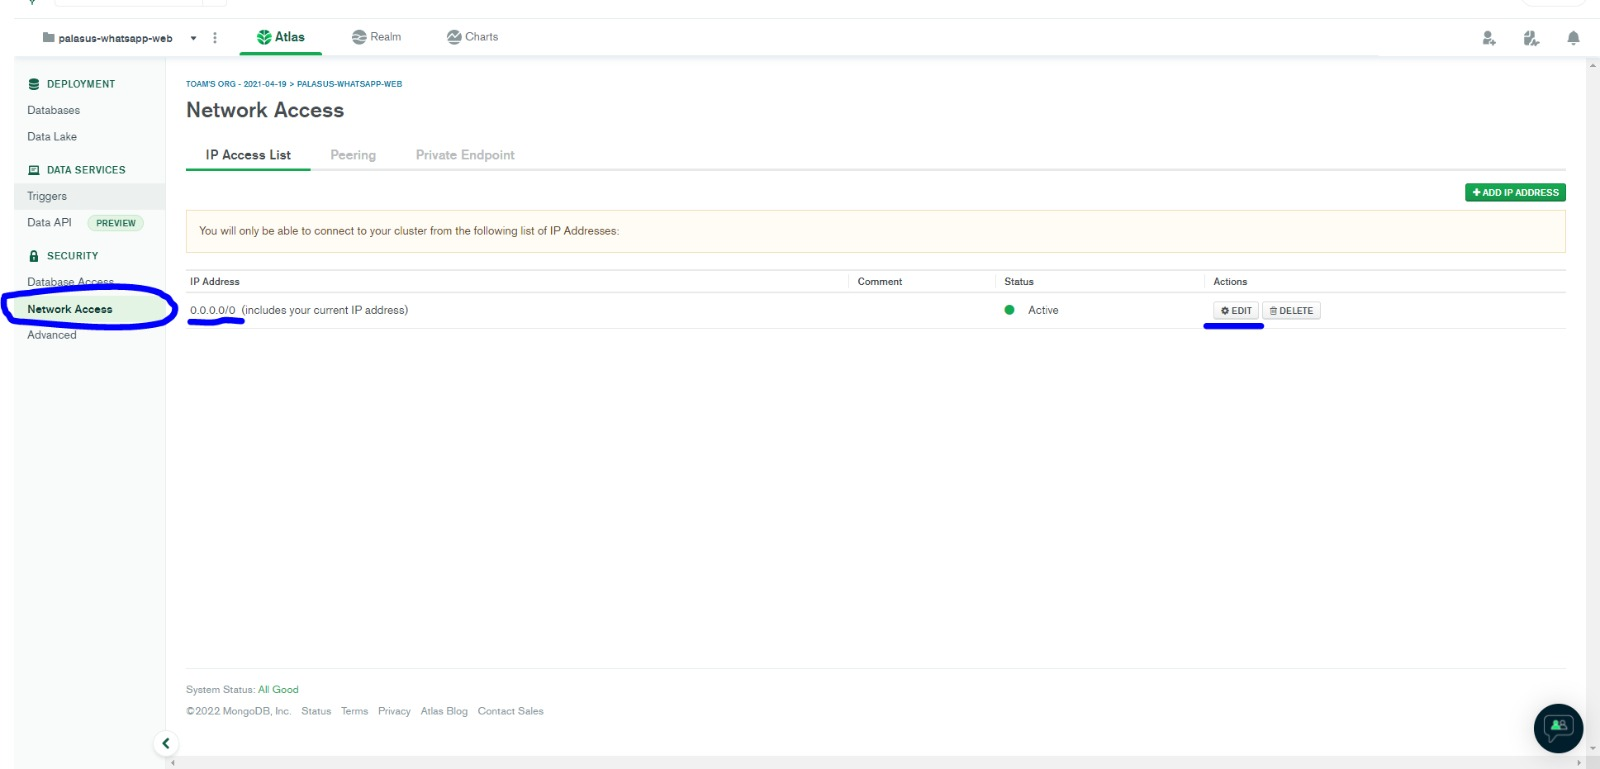 palasus-whatsapp-web
Atlas
Realm
Charts
DEPLOYMENT
Databases
Data Lake
DATA SERVICES
Triggers
Data API PREVIEW
SECURITY
Database Access
Network Access
Advanced
TOAM'S ORG - 2021-04-19 > PALASUS-WHATSAPP-WEB
Network Access
IP Access List Peering Private Endpoint
+ ADD IP ADDRESS
You will only be able to connect to your cluster from the following list of IP Addresses:
IP Address Comment Status Actions
0.0.0.0/0 (includes your current IP address) Active EDIT DELETE
System Status: All Good
©2022 MongoDB, Inc. Status Terms Privacy Atlas Blog Contact Sales